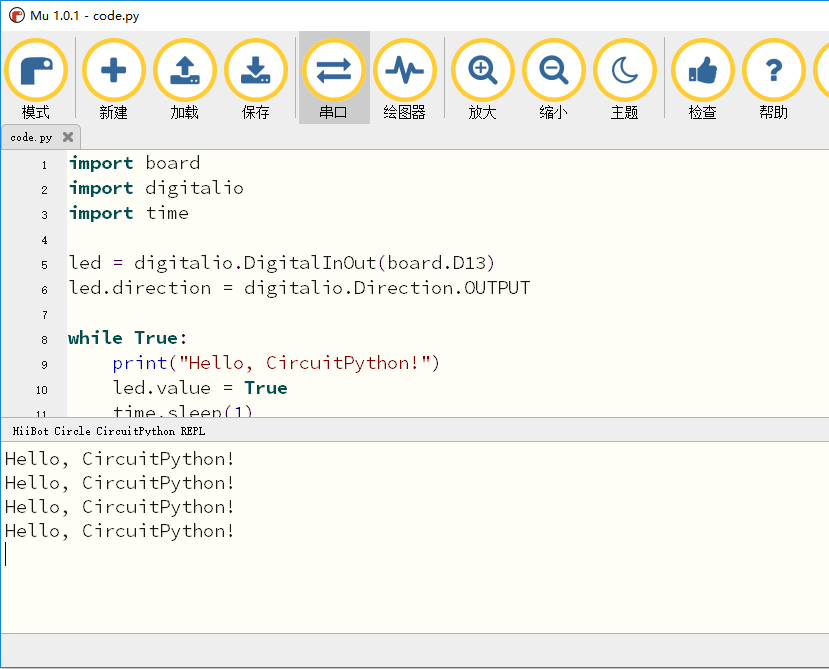 Mu 1.0.1 - code.py
模式 新建 加载 保存 串口 绘图器 放大 缩小 主题 检查 帮助
code.py
1 import board
2 import digitalio
3 import time
4
5 led = digitalio.DigitalInOut(board.D13)
6 led.direction = digitalio.Direction.OUTPUT
7
8 while True:
9     print("Hello, CircuitPython!")
10     led.value = True
11     time.sleep(1)
HiiBot Circle CircuitPython REPL
Hello, CircuitPython!
Hello, CircuitPython!
Hello, CircuitPython!
Hello, CircuitPython!